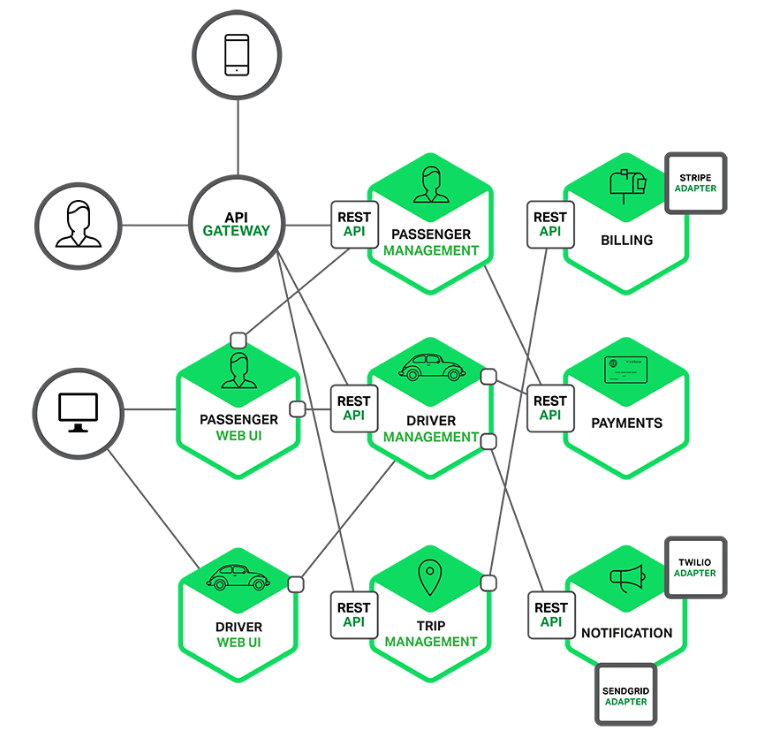 API
GATEWAY
REST
API
PASSENGER
MANAGEMENT
REST
API
BILLING
STRIPE
ADAPTER
PASSENGER
WEB UI
REST
API
DRIVER
MANAGEMENT
REST
API
PAYMENTS
DRIVER
WEB UI
REST
API
TRIP
MANAGEMENT
REST
API
NOTIFICATION
TWILIO
ADAPTER
SENDGRID
ADAPTER